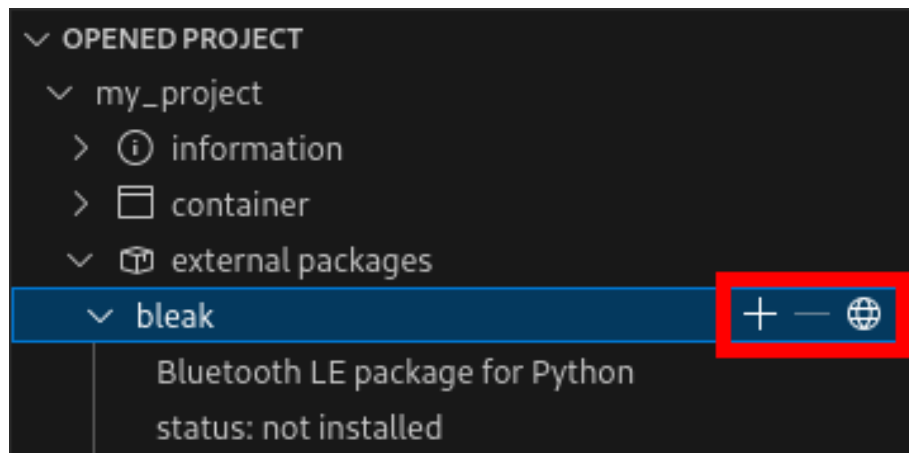 OPENED PROJECT
my_project
information
container
external packages
bleak
Bluetooth LE package for Python
status: not installed